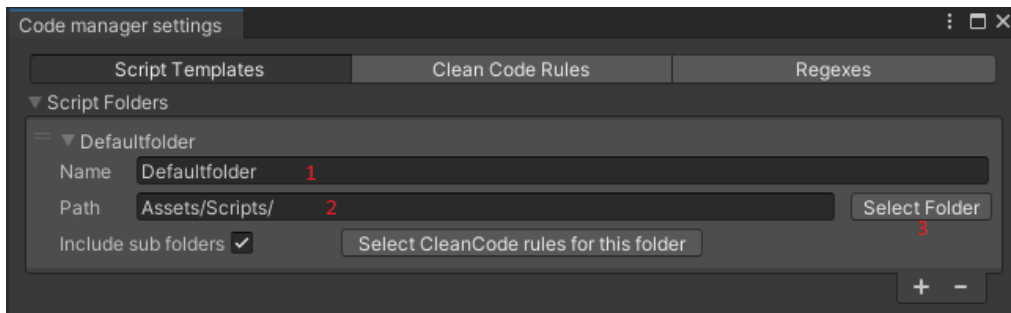 Code manager settings
Script Templates Clean Code Rules Regexes
Script Folders
Defaultfolder
Name Defaultfolder 1
Path Assets/Scripts/ 2 Select Folder
3
Include sub folders Select CleanCode rules for this folder
+ -